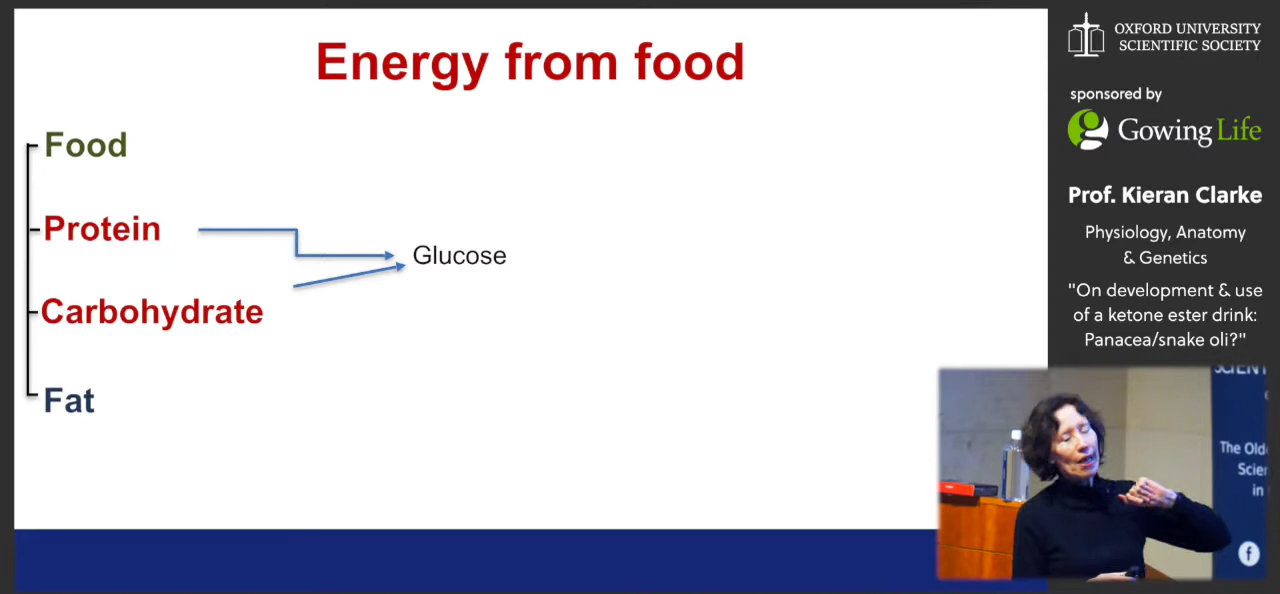 Energy from food
Food
Protein
Carbohydrate
Fat
Glucose
OXFORD UNIVERSITY
SCIENTIFIC SOCIETY
sponsored by
Gowing Life
Prof. Kieran Clarke
Physiology, Anatomy
& Genetics
"On development & use
of a ketone ester drink:
Panacea/snake oli?"
The Old
Scien
in
f